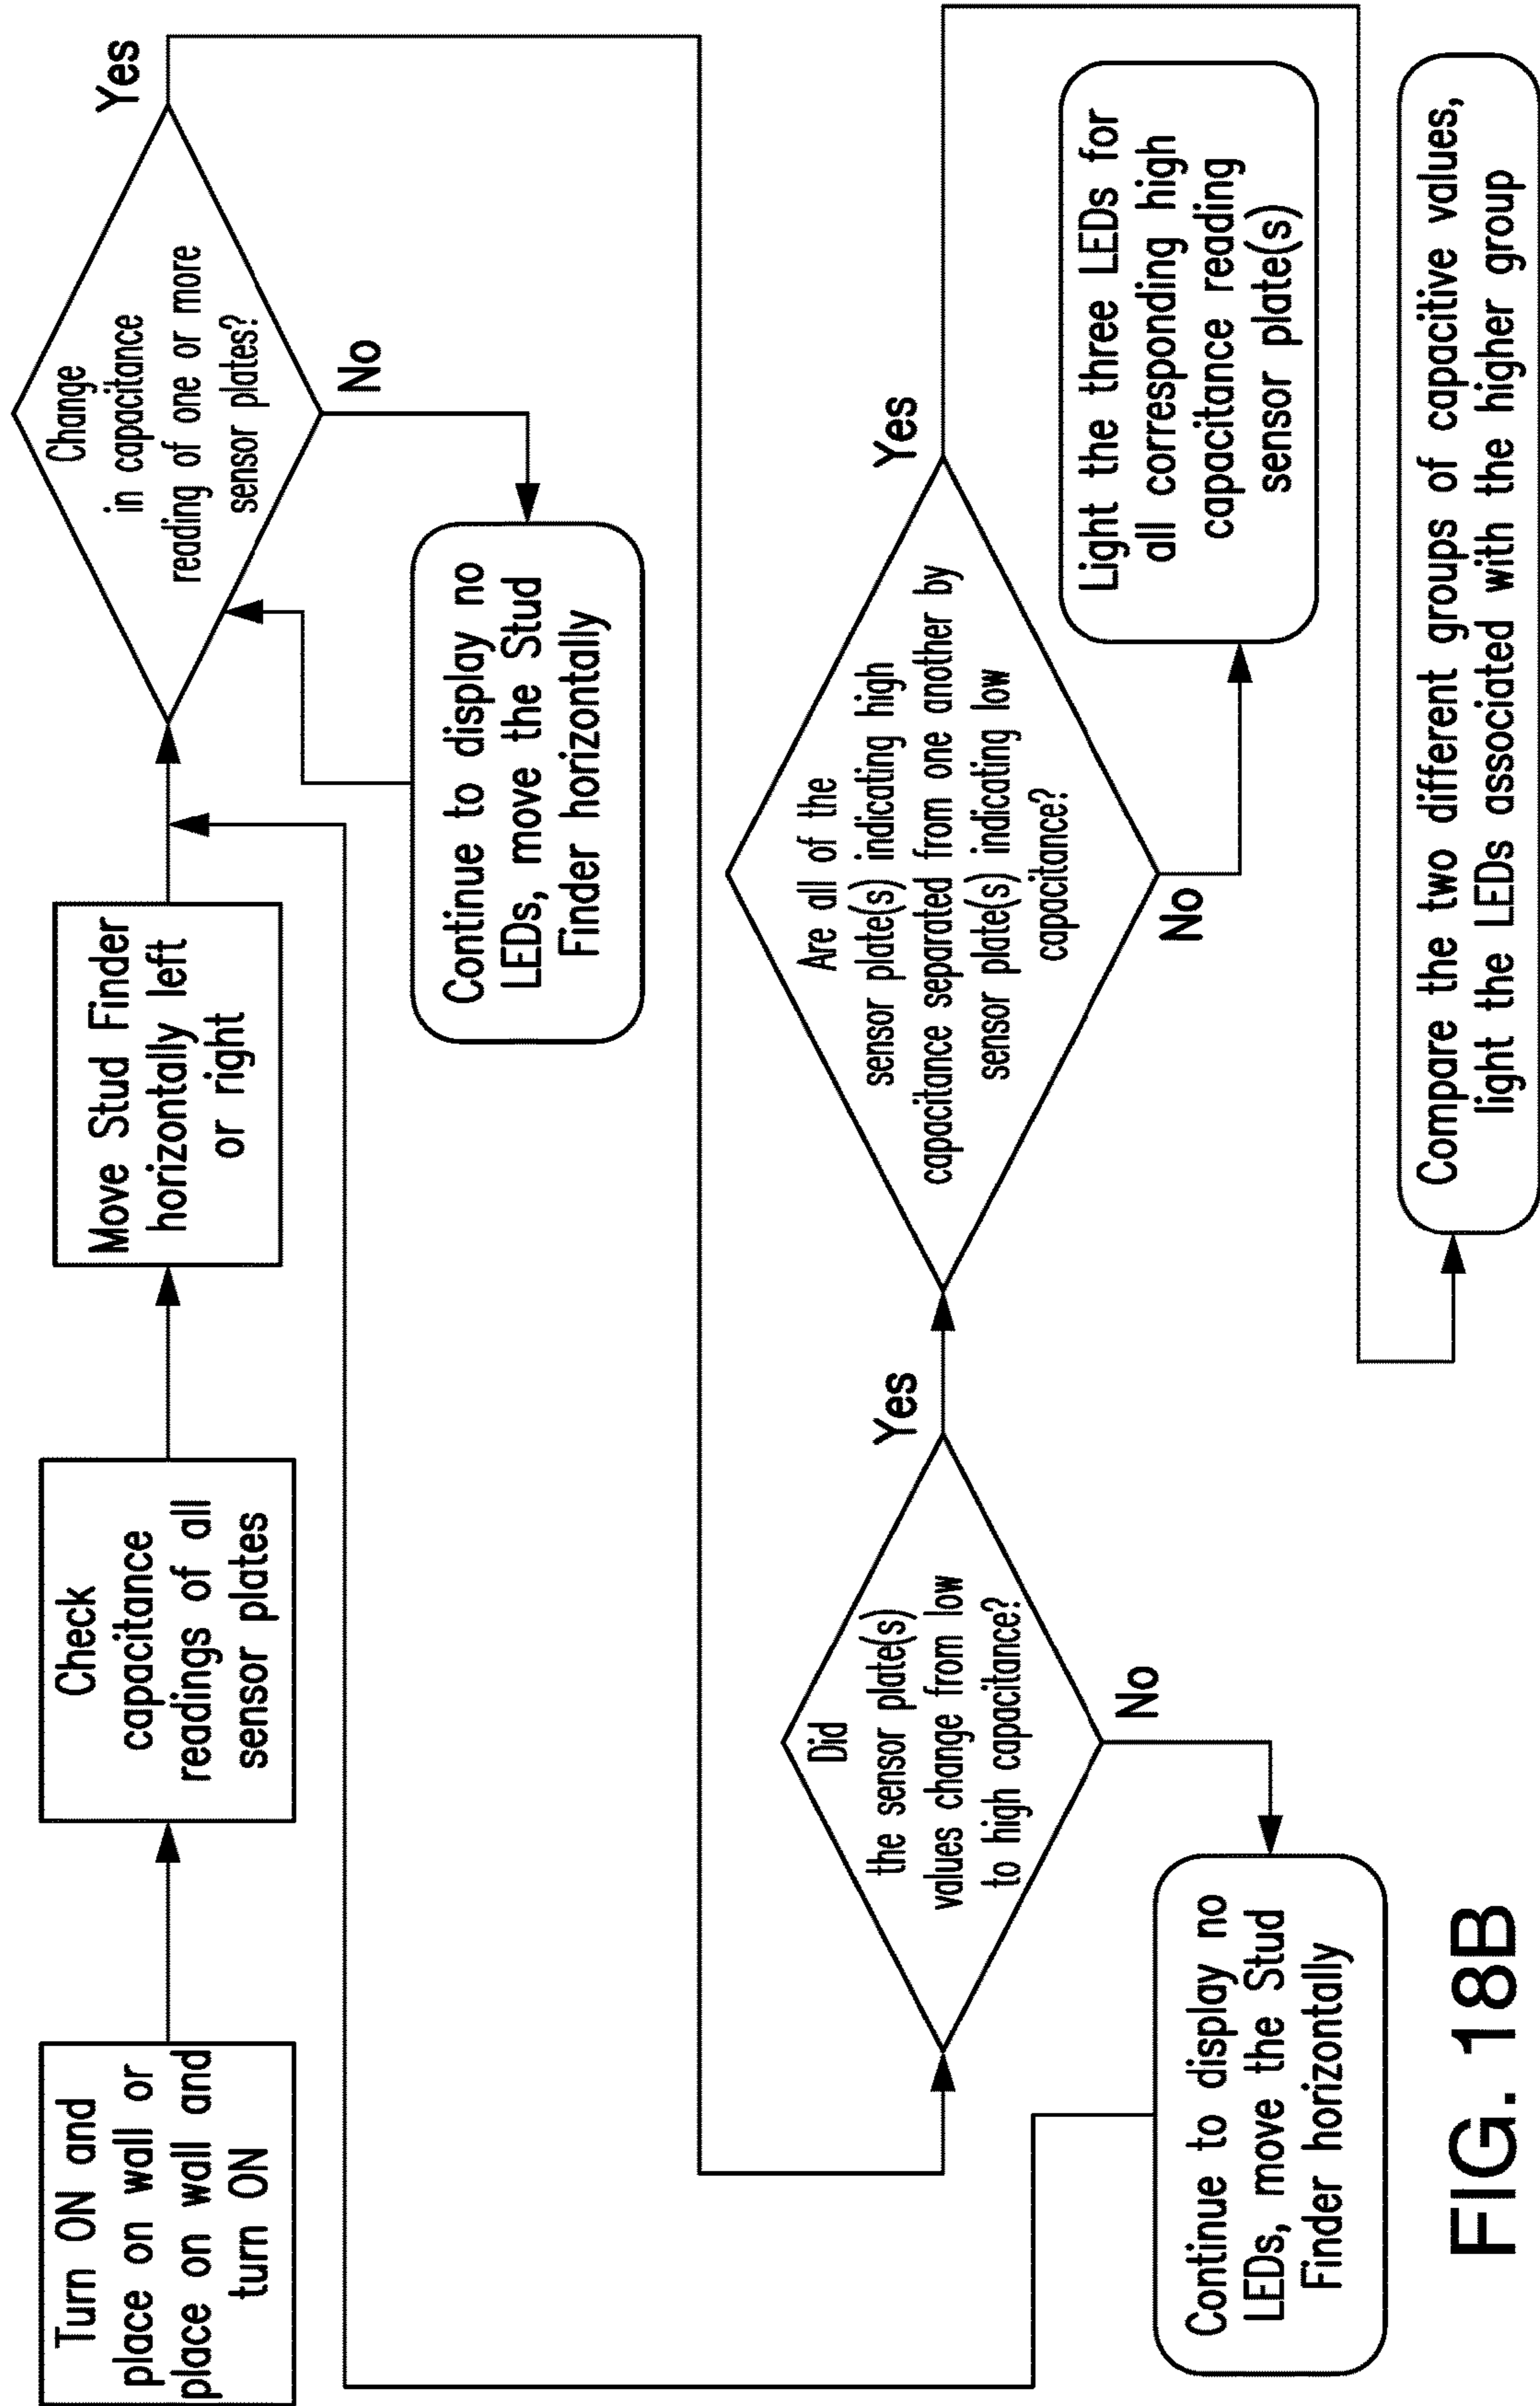 Turn ON and
place on wall or
place on wall and
turn ON
Check
capacitance
readings of all
sensor plates
Move Stud Finder
horizontally left
or right
Change
in capacitance
reading of one or more
sensor plates?
Yes
No
Continue to display no
LEDs, move the Stud
Finder horizontally
Did
the sensor plate(s)
values change from low
to high capacitance?
Yes
No
Continue to display no
LEDs, move the Stud
Finder horizontally
Are all of the
sensor plate(s) indicating high
capacitance separated from one another by
sensor plate(s) indicating low
capacitance?
Yes
No
Light the three LEDs for
all corresponding high
capacitance reading
sensor plate(s)
Compare the two different groups of capacitive values,
light the LEDs associated with the higher group
FIG. 18B